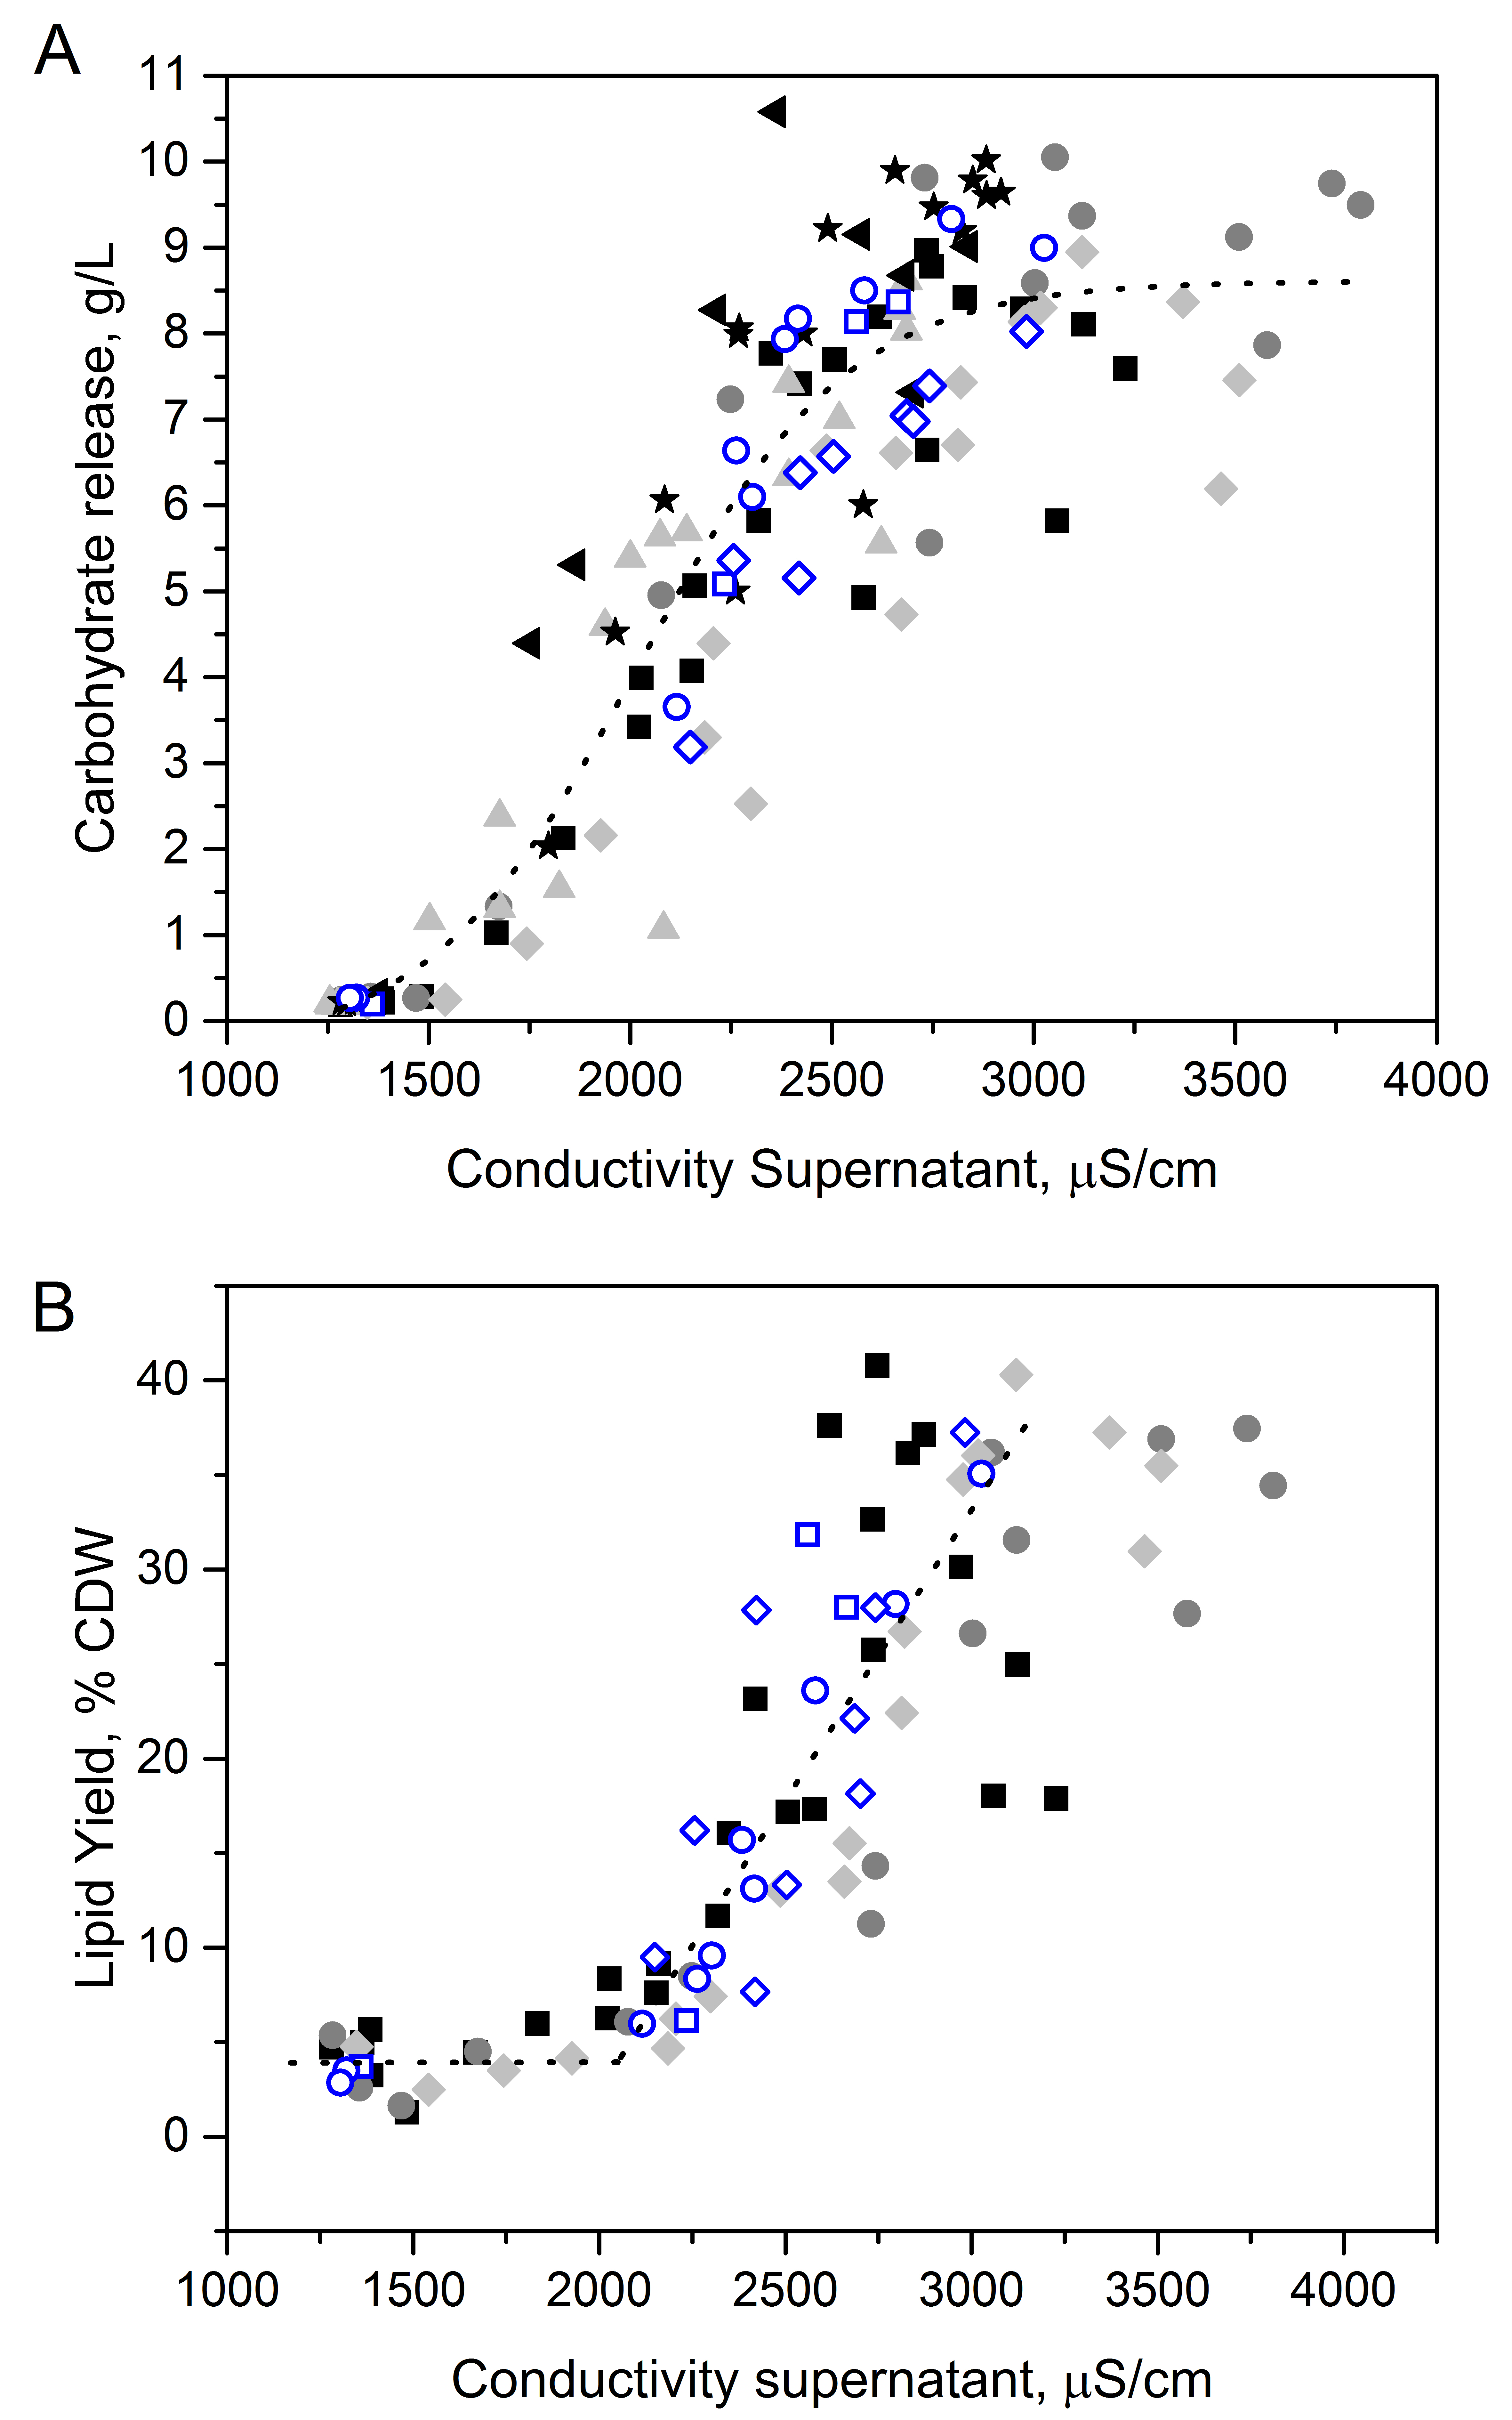 A
11
10
9
8
7
6
5
4
3
2
1
0
Carbohydrate release, g/L
1000 1500 2000 2500 3000 3500 4000
Conductivity Supernatant, μS/cm
B
40
30
20
10
0
Lipid Yield, % CDW
1000 1500 2000 2500 3000 3500 4000
Conductivity supernatant, μS/cm